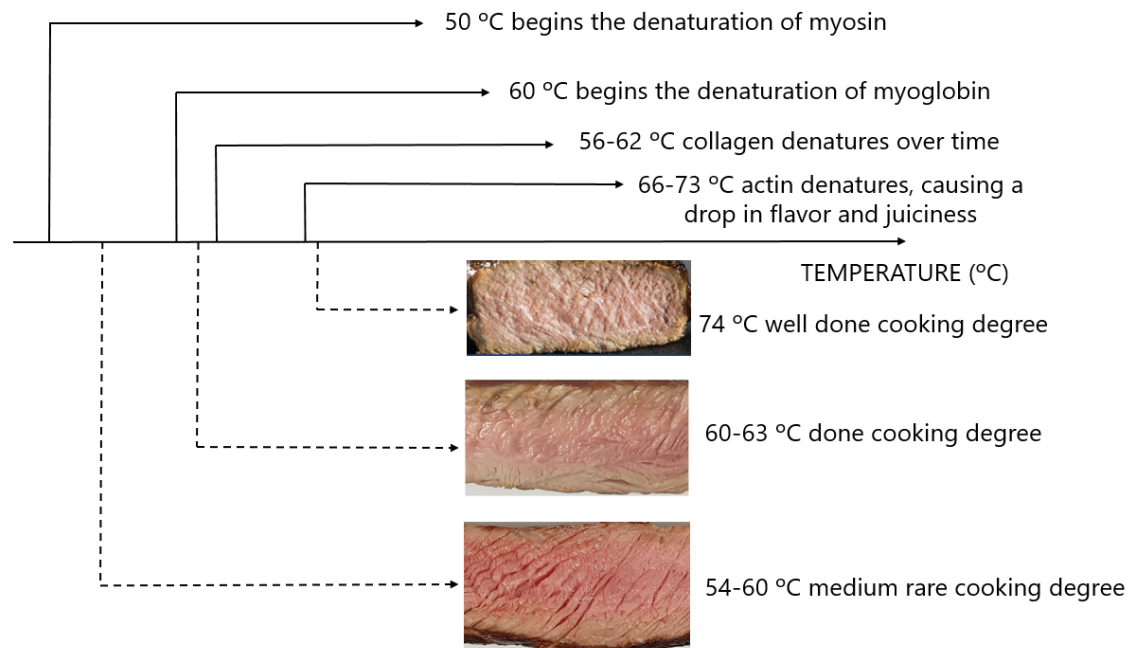 50 ºC begins the denaturation of myosin
60 ºC begins the denaturation of myoglobin
56-62 ºC collagen denatures over time
66-73 ºC actin denatures, causing a
drop in flavor and juiciness
TEMPERATURE (ºC)
74 ºC well done cooking degree
60-63 ºC done cooking degree
54-60 ºC medium rare cooking degree